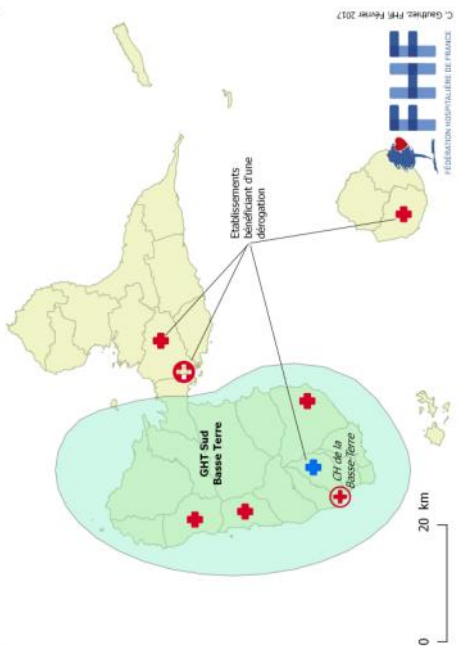 C. Gauthiez, FHF, Février 2017
FHF
FÉDÉRATION HOSPITALIÈRE DE FRANCE
Etablissements
bénéficiant d'une
dérogation
GHT Sud
Basse Terre
CH de la
Basse-Terre
0
20 km